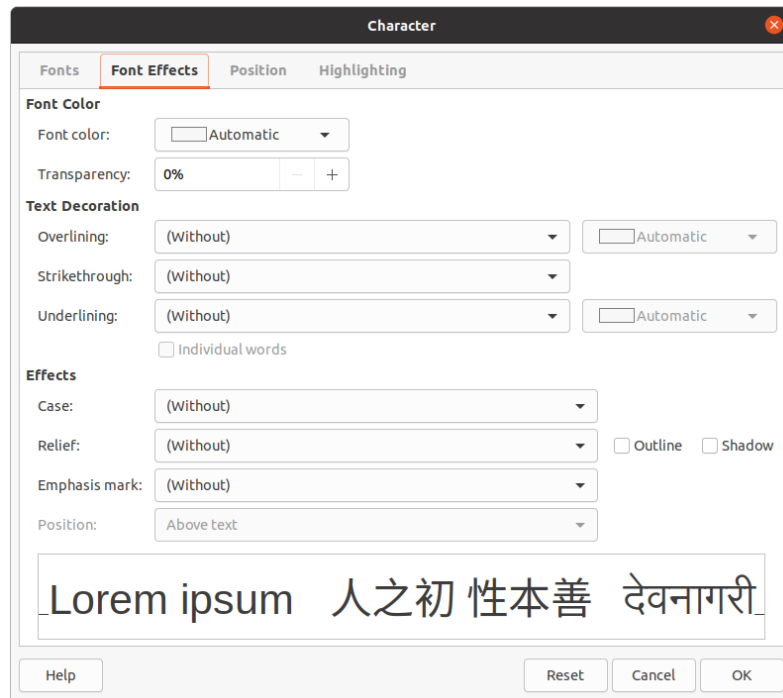 Character
Fonts Font Effects Position Highlighting
Font Color
Font color: Automatic
Transparency: 0%
Text Decoration
Overlining: (Without) Automatic
Strikethrough: (Without)
Underlining: (Without) Automatic
Individual words
Effects
Case: (Without)
Relief: (Without) Outline Shadow
Emphasis mark: (Without)
Position: Above text
Lorem ipsum 人之初 性本善 देवनागरी
Help Reset Cancel OK